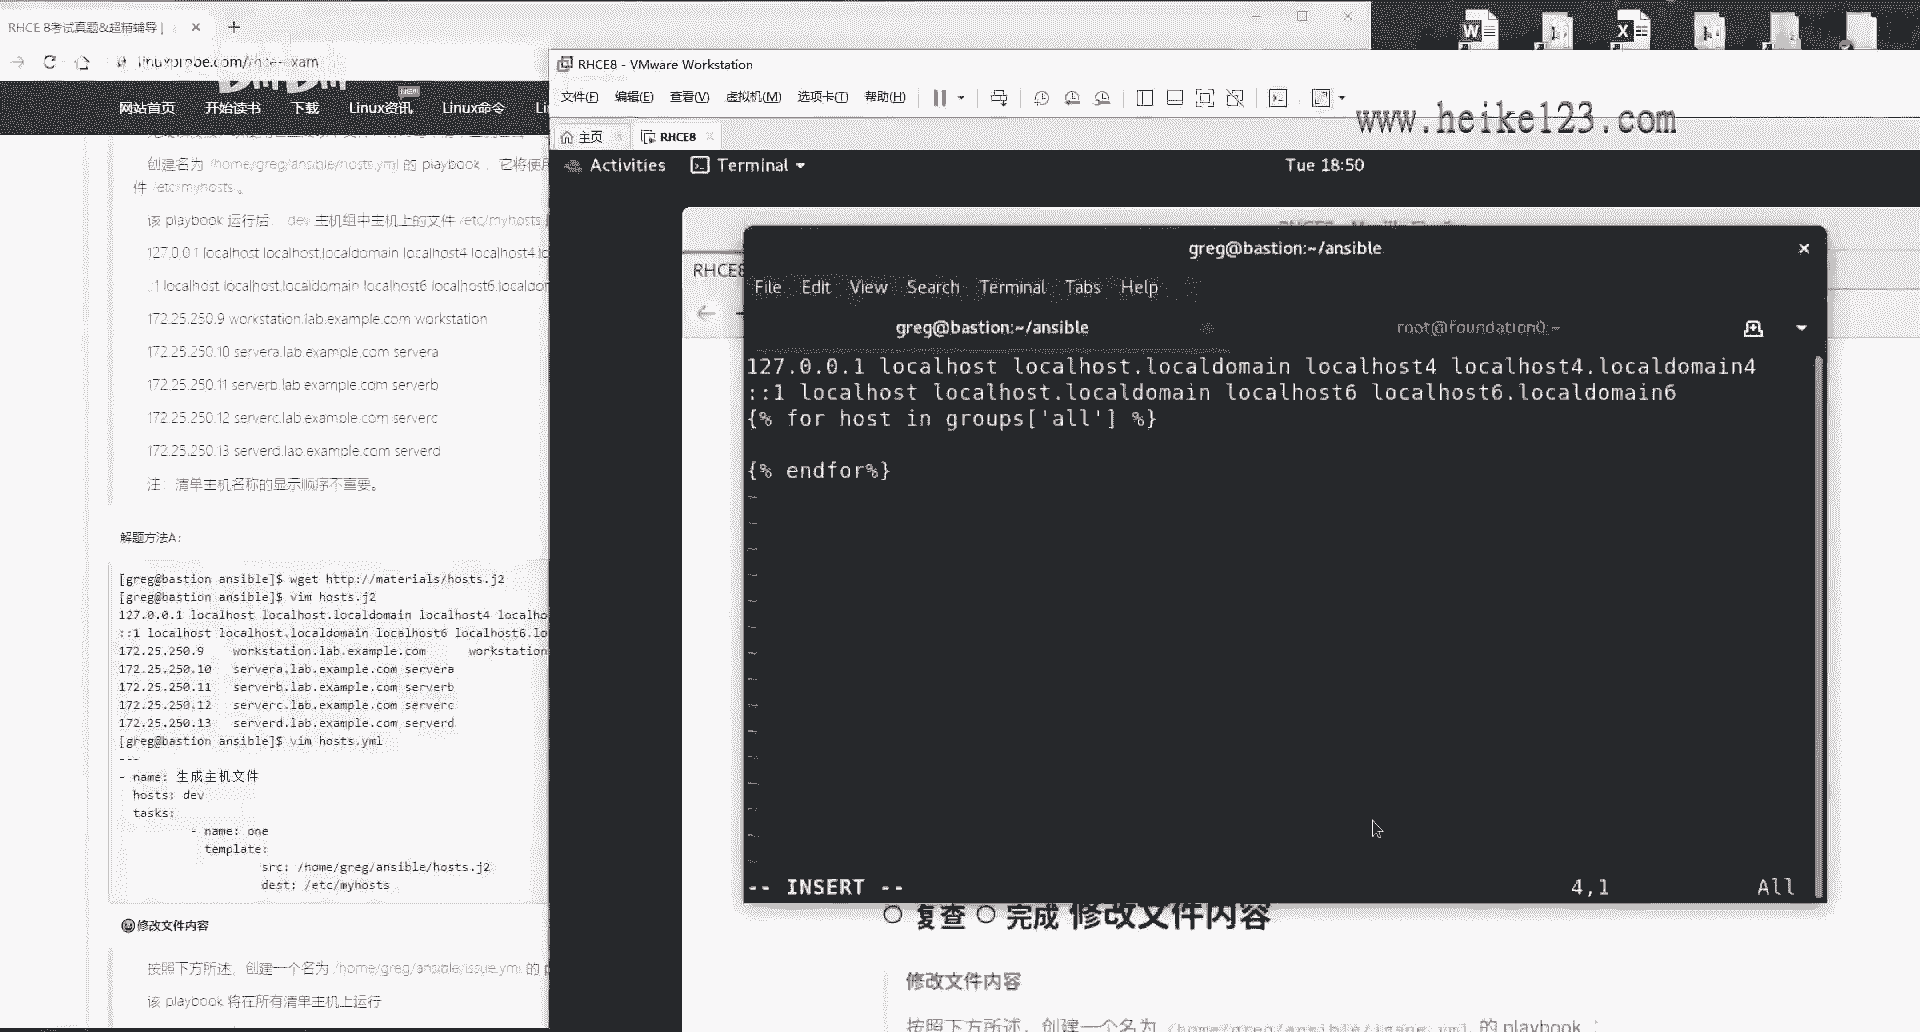 RHCE 8考试真题&超精辅导 |
linuxprobe.com/rhce-exam
网站首页 开始读书 下载 Linux资讯 Linux命令
NEW
创建名为 /home/greg/ansible/hosts.yml 的 playbook ，它将使用
件 /etc/myhosts 。
该 playbook 运行后， dev 主机组中主机上的文件 /etc/myhosts
127.0.0.1 localhost localhost.localdomain localhost4
::1 localhost localhost.localdomain localhost6
172.25.250.9 workstation.lab.example.com workstation
172.25.250.10 servera.lab.example.com servera
172.25.250.11 serverb.lab.example.com serverb
172.25.250.12 serverc.lab.example.com serverc
172.25.250.13 serverd.lab.example.com serverd
注：清单主机名称的显示顺序不重要。
解题方法A:
[greg@bastion ansible]$ wget http://materials/hosts.j2
[greg@bastion ansible]$ vim hosts.j2
127.0.0.1 localhost localhost.localdomain localhost4 localho
::1 localhost localhost.localdomain localhost6 localhost6.lo
172.25.250.9 workstation.lab.example.com workstation
172.25.250.10 servera.lab.example.com servera
172.25.250.11 serverb.lab.example.com serverb
172.25.250.12 serverc.lab.example.com serverc
172.25.250.13 serverd.lab.example.com serverd
[greg@bastion ansible]$ vim hosts.yml
---
- name: 生成主机文件
hosts: dev
tasks:
- name: one
template:
src: /home/greg/ansible/hosts.j2
dest: /etc/myhosts
修改文件内容
按照下方所述，创建一个名为 /home/greg/ansible/issue.yml 的
该 playbook 将在所有清单主机上运行
RHCE8 - VMware Workstation
文件(F) 编辑(E) 查看(V) 虚拟机(M) 选项卡(T) 帮助(H)
www.heike123.com
主页 RHCE8
Activities Terminal Tue 18:50
RHCE8
greg@bastion:~/ansible
File Edit View Search Terminal Tabs Help
greg@bastion:~/ansible root@foundation0:~
127.0.0.1 localhost localhost.localdomain localhost4 localhost4.localdomain4
::1 localhost localhost.localdomain localhost6 localhost6.localdomain6
{% for host in groups['all'] %}
{% endfor%}
-- INSERT -- 4,1 All
复查 完成 修改文件内容
修改文件内容
按照下方所述，创建一个名为 /home/greg/ansible/issue.yml 的 playbook ：